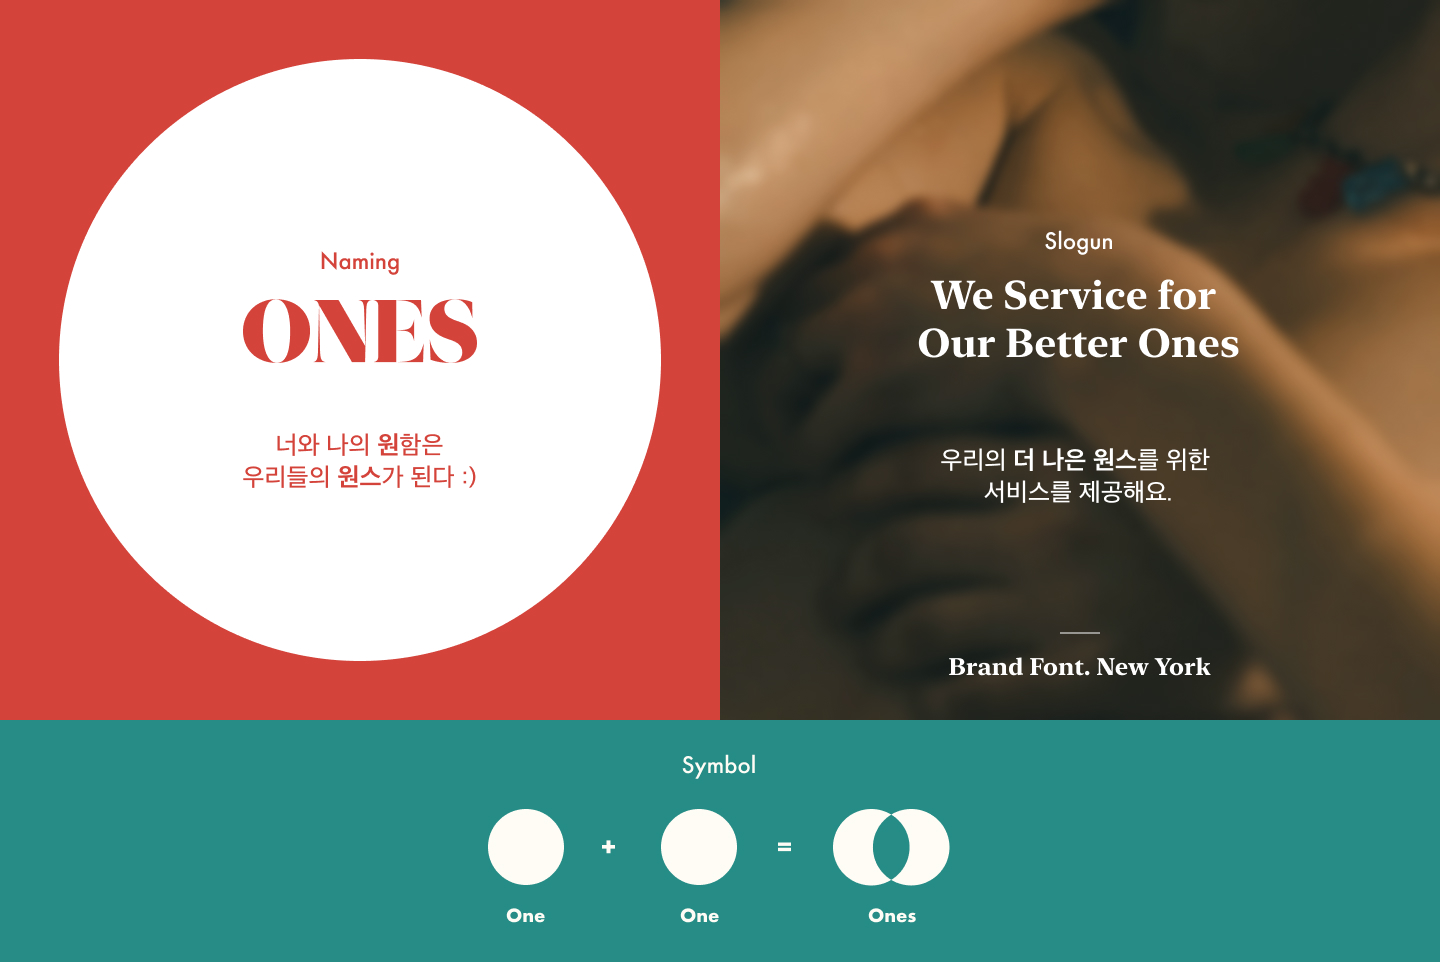 Naming
ONES
너와 나의 원함은
우리들의 원스가 된다 :)
Slogun
We Service for
Our Better Ones
우리의 더 나은 원스를 위한
서비스를 제공해요.
Brand Font. New York
Symbol
+ =
One One Ones